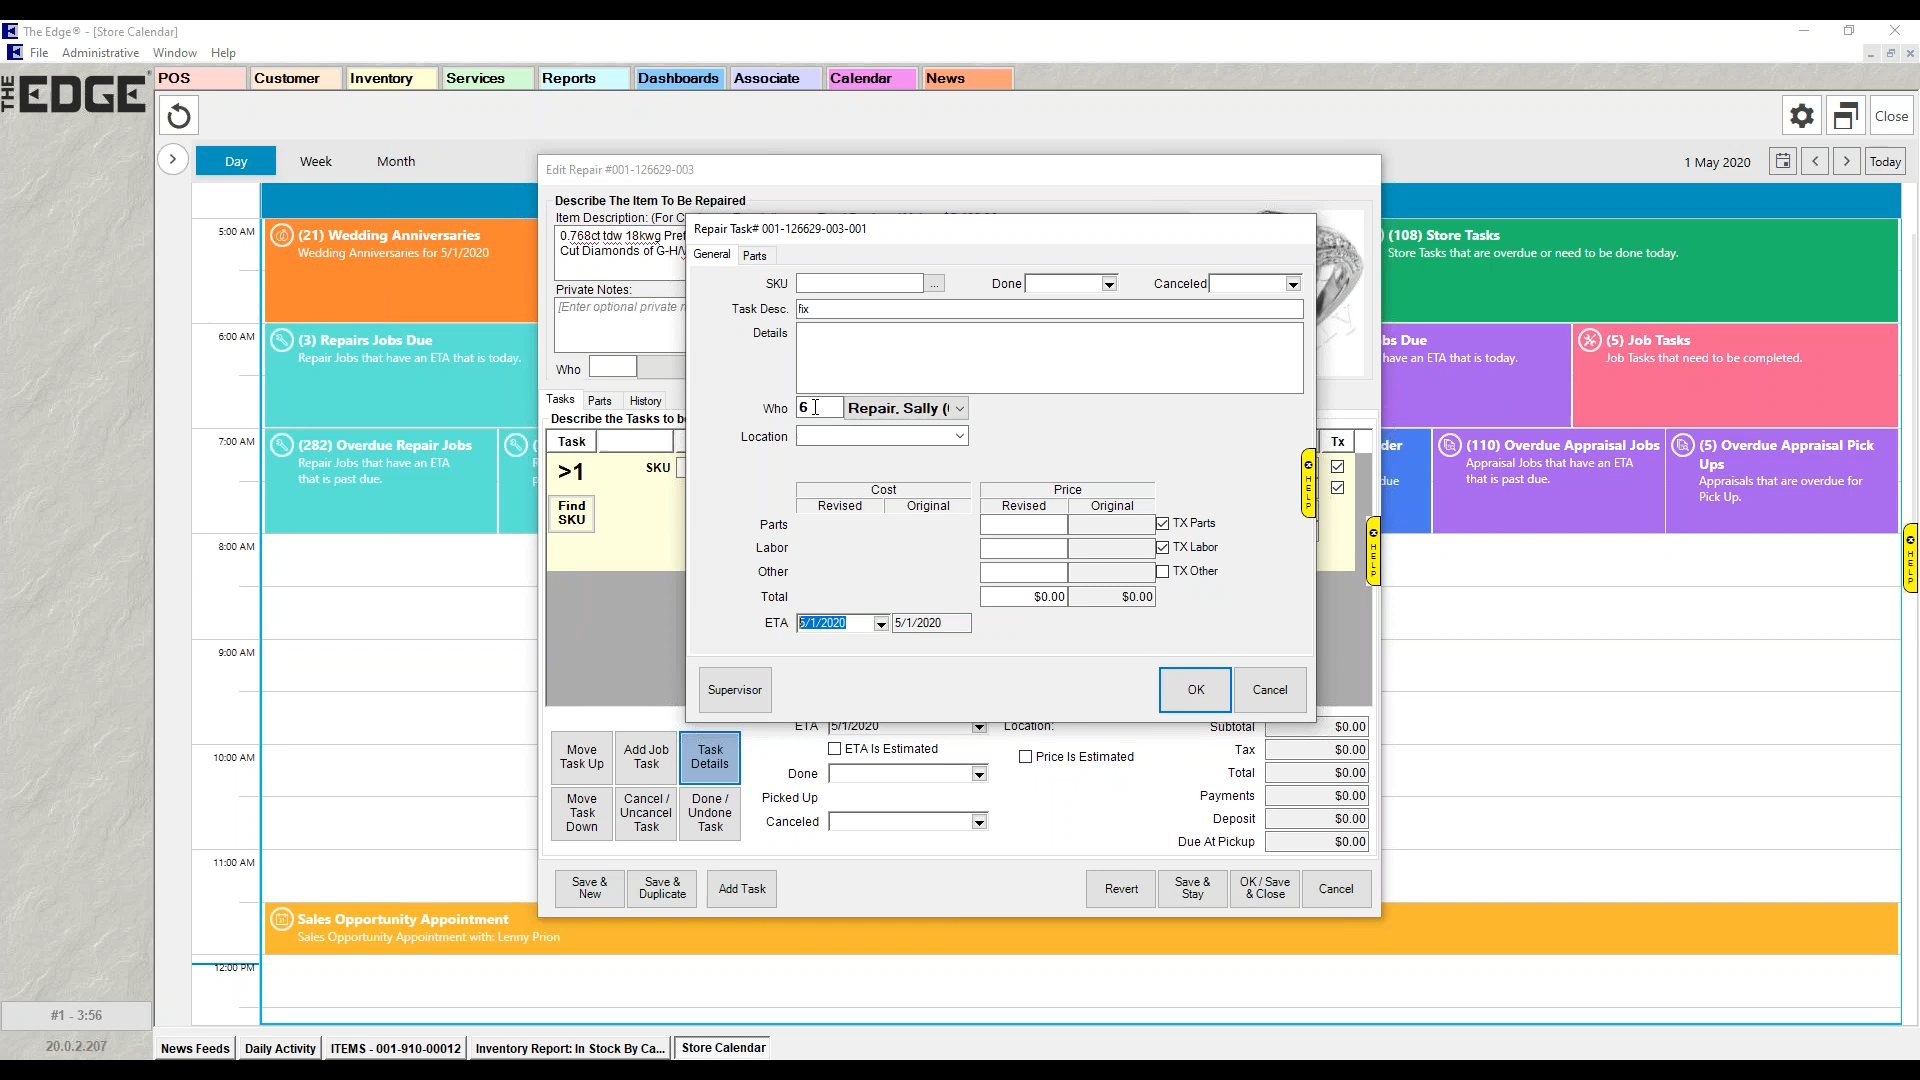 The Edge® - [Store Calendar]
File Administrative Window Help
THE EDGE
POS Customer Inventory Services Reports Dashboards Associate Calendar News
Close
Day Week Month
1 May 2020
Today
Edit Repair #001-126629-003
Describe The Item To Be Repaired
Item Description: (For C
0.768ct tdw 18kwg Pref
Cut Diamonds of G-H/V
Private Notes:
[Enter optional private n
Who
Tasks Parts History
Describe the Tasks to b
Task
>1
SKU
Find
SKU
Tx
Repair Task# 001-126629-003-001
General Parts
SKU
...
Done
Canceled
Task Desc. fix
Details
Who 6 Repair, Sally (
Location
Cost Price
Revised Original Revised Original
Parts TX Parts
Labor TX Labor
Other TX Other
Total $0.00 $0.00
ETA 5/1/2020 5/1/2020
Supervisor OK Cancel
HELP
HELP
HELP
Move
Task Up
Add Job
Task
Task
Details
Move
Task
Down
Cancel /
Uncancel
Task
Done /
Undone
Task
ETA 5/1/2020
ETA Is Estimated
Done
Picked Up
Canceled
Location:
Price Is Estimated
Subtotal $0.00
Tax $0.00
Total $0.00
Payments $0.00
Deposit $0.00
Due At Pickup $0.00
Save &
New
Save &
Duplicate
Add Task
Revert
Save &
Stay
OK / Save
& Close
Cancel
5:00 AM
6:00 AM
7:00 AM
8:00 AM
9:00 AM
10:00 AM
11:00 AM
12:00 PM
(21) Wedding Anniversaries
Wedding Anniversaries for 5/1/2020
(108) Store Tasks
Store Tasks that are overdue or need to be done today.
(3) Repairs Jobs Due
Repair Jobs that have an ETA that is today.
bs Due
have an ETA that is today.
(5) Job Tasks
Job Tasks that need to be completed.
(282) Overdue Repair Jobs
Repair Jobs that have an ETA
that is past due.
der
due
(110) Overdue Appraisal Jobs
Appraisal Jobs that have an ETA
that is past due.
(5) Overdue Appraisal Pick
Ups
Appraisals that are overdue for
Pick Up.
Sales Opportunity Appointment
Sales Opportunity Appointment with: Lenny Prion
#1 - 3:56
20.0.2.207
News Feeds Daily Activity ITEMS - 001-910-00012 Inventory Report: In Stock By Ca... Store Calendar